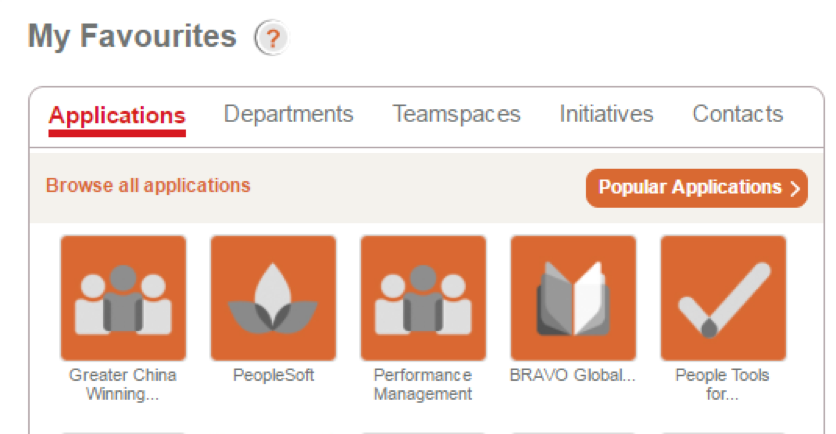 My Favourites ?
Applications Departments Teamspaces Initiatives Contacts
Browse all applications
Popular Applications >
Greater China
Winning...
PeopleSoft
Performance
Management
BRAVO Global...
People Tools
for...